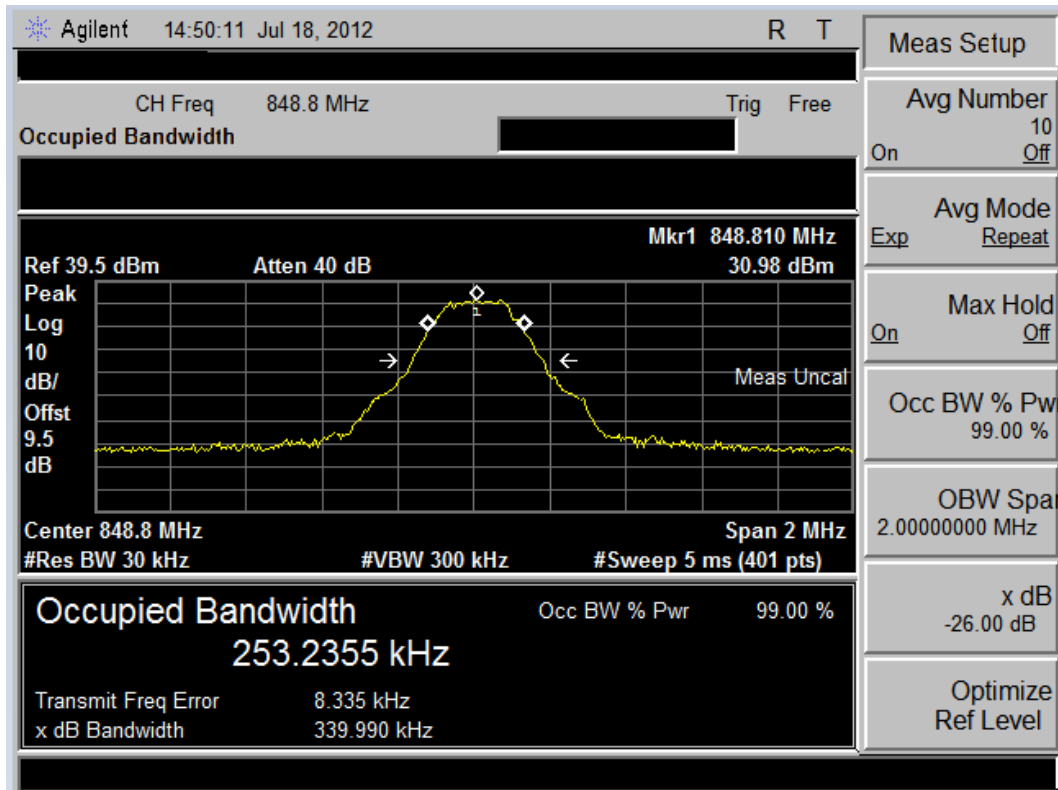 Agilent 14:50:11 Jul 18, 2012 R T
CH Freq 848.8 MHz Trig Free
Occupied Bandwidth
Mkr1 848.810 MHz
Ref 39.5 dBm Atten 40 dB 30.98 dBm
Peak
Log
10
dB/
Offst
9.5
dB
1
Meas Uncal
Center 848.8 MHz Span 2 MHz
#Res BW 30 kHz #VBW 300 kHz #Sweep 5 ms (401 pts)
Occupied Bandwidth Occ BW % Pwr 99.00 %
253.2355 kHz
Transmit Freq Error 8.335 kHz
x dB Bandwidth 339.990 kHz
Meas Setup
Avg Number
10
On Off
Avg Mode
Exp Repeat
Max Hold
On Off
Occ BW % Pwr
99.00 %
OBW Spa
2.00000000 MHz
x dB
-26.00 dB
Optimize
Ref Level